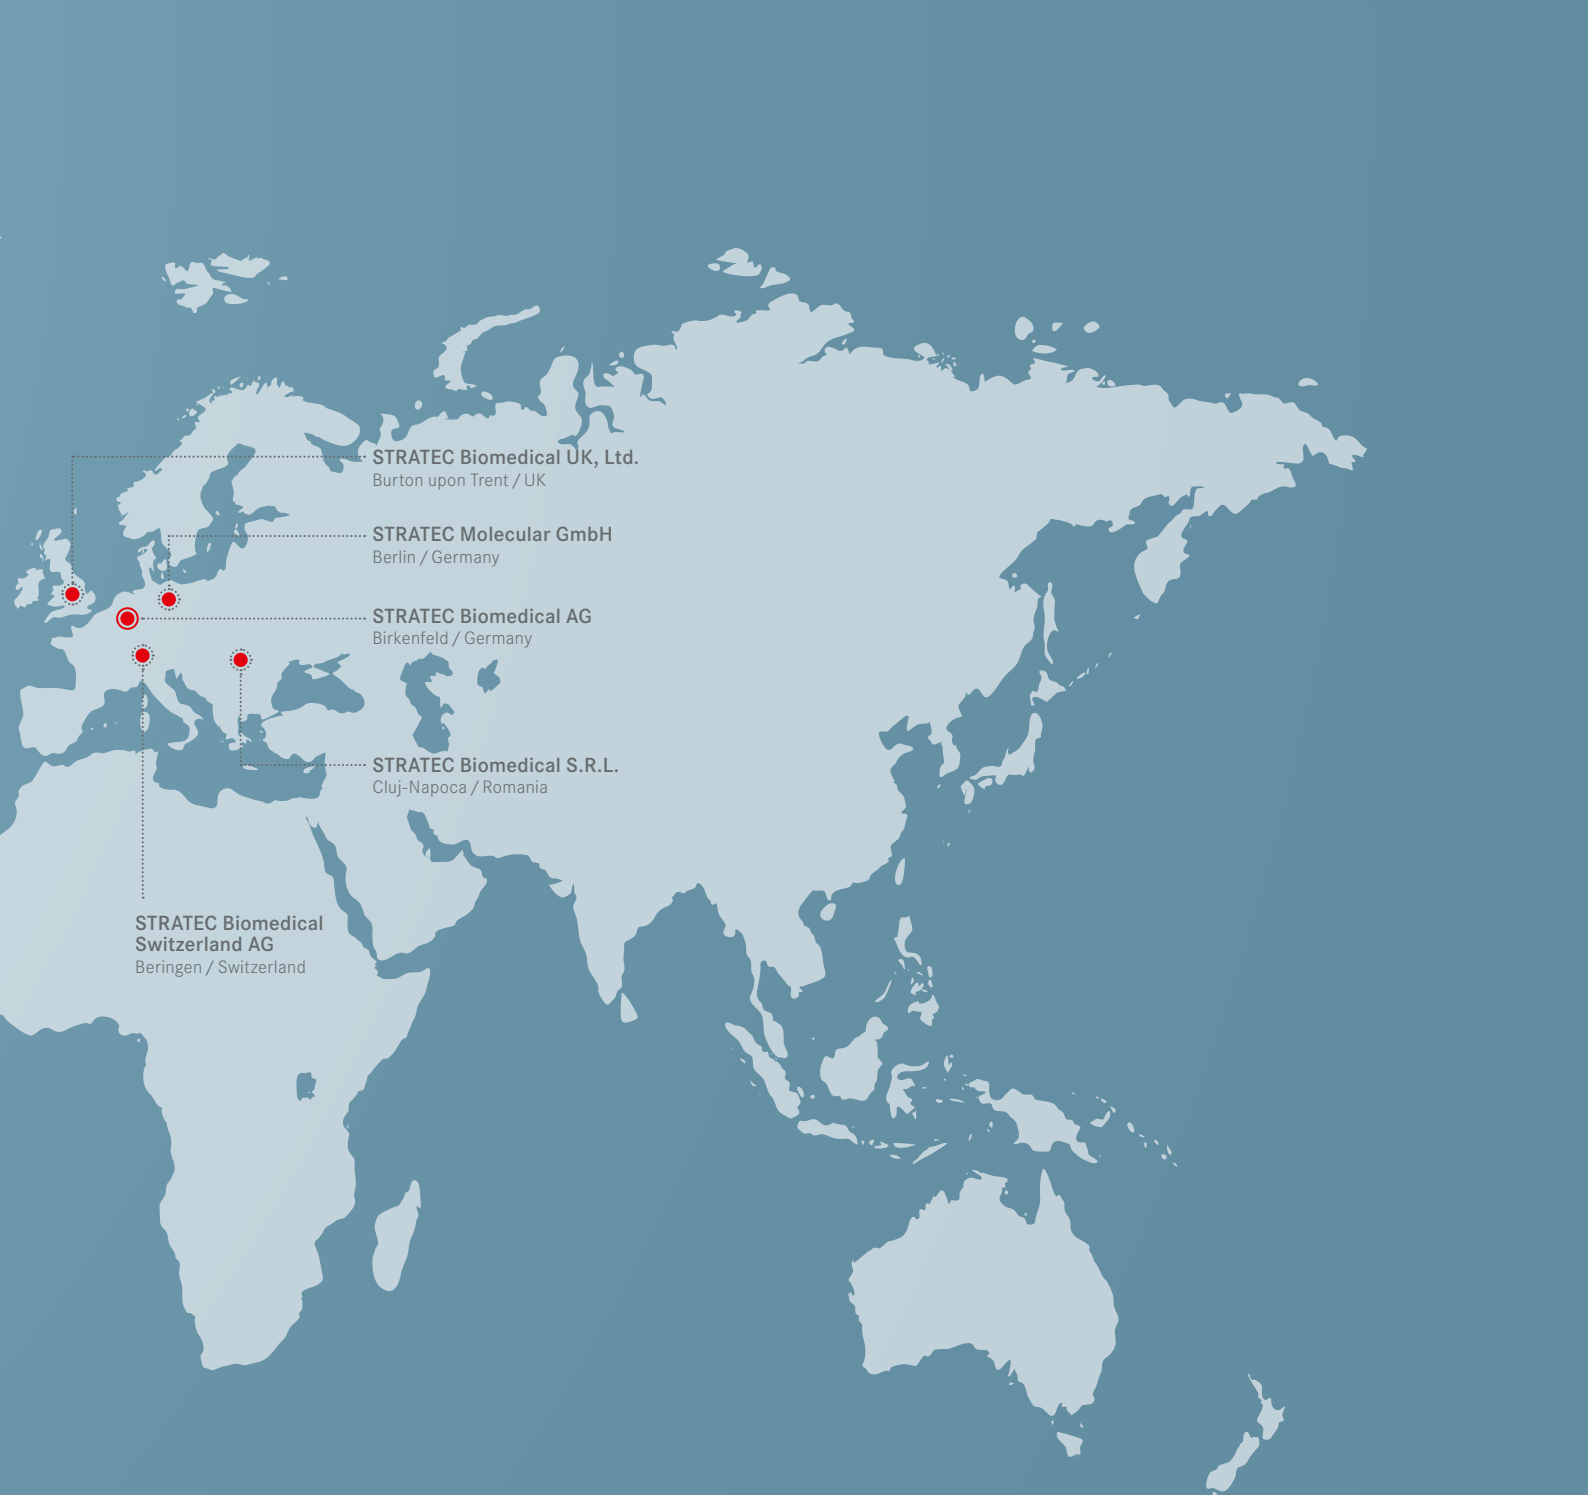 STRATEC Biomedical UK, Ltd.
Burton upon Trent / UK
STRATEC Molecular GmbH
Berlin / Germany
STRATEC Biomedical AG
Birkenfeld / Germany
STRATEC Biomedical S.R.L.
Cluj-Napoca / Romania
STRATEC Biomedical
Switzerland AG
Beringen / Switzerland